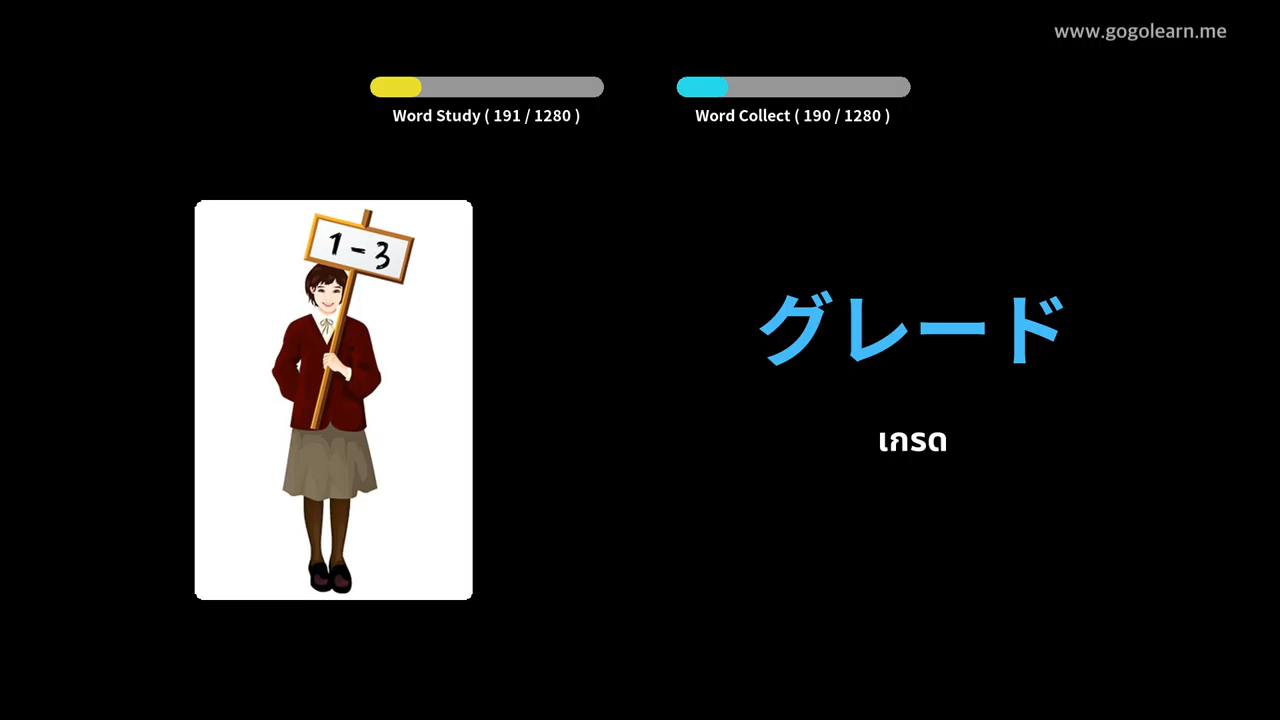 www.gogolearn.me
Word Study ( 191 / 1280 )
Word Collect ( 190 / 1280 )
1 - 3
グレード
เกรด